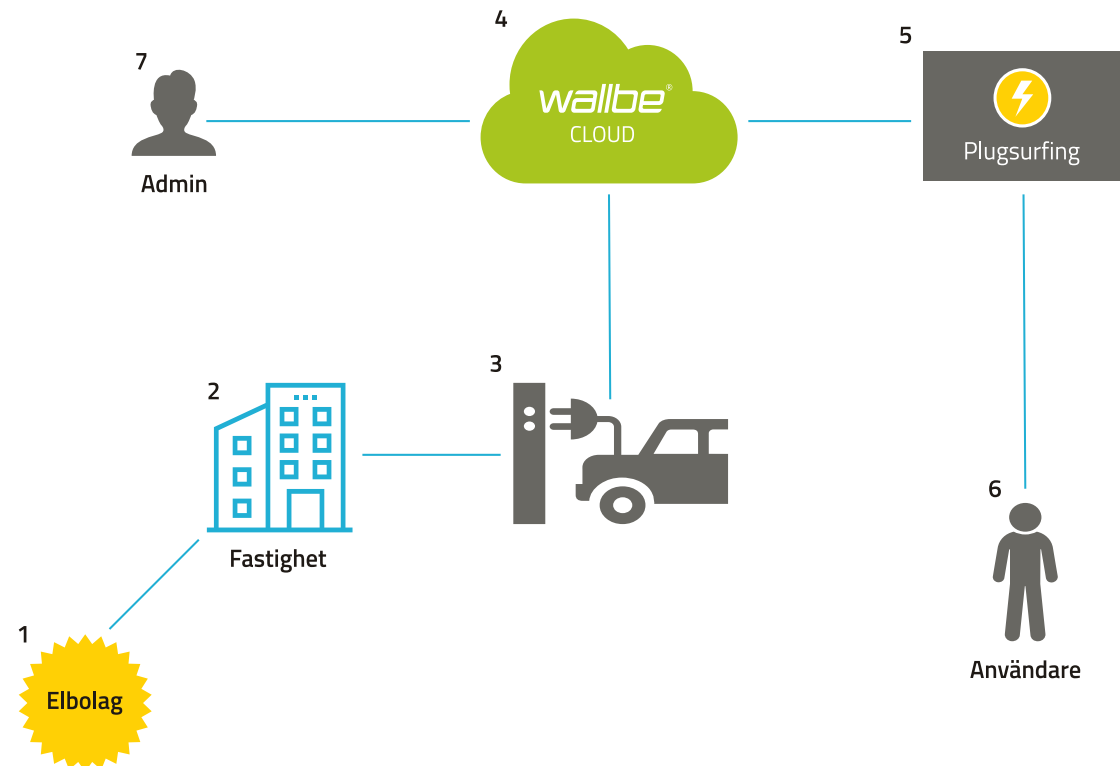 4
5
7
wallbe®
CLOUD
Plugsurfing
Admin
3
2
6
Fastighet
1
Användare
Elbolag